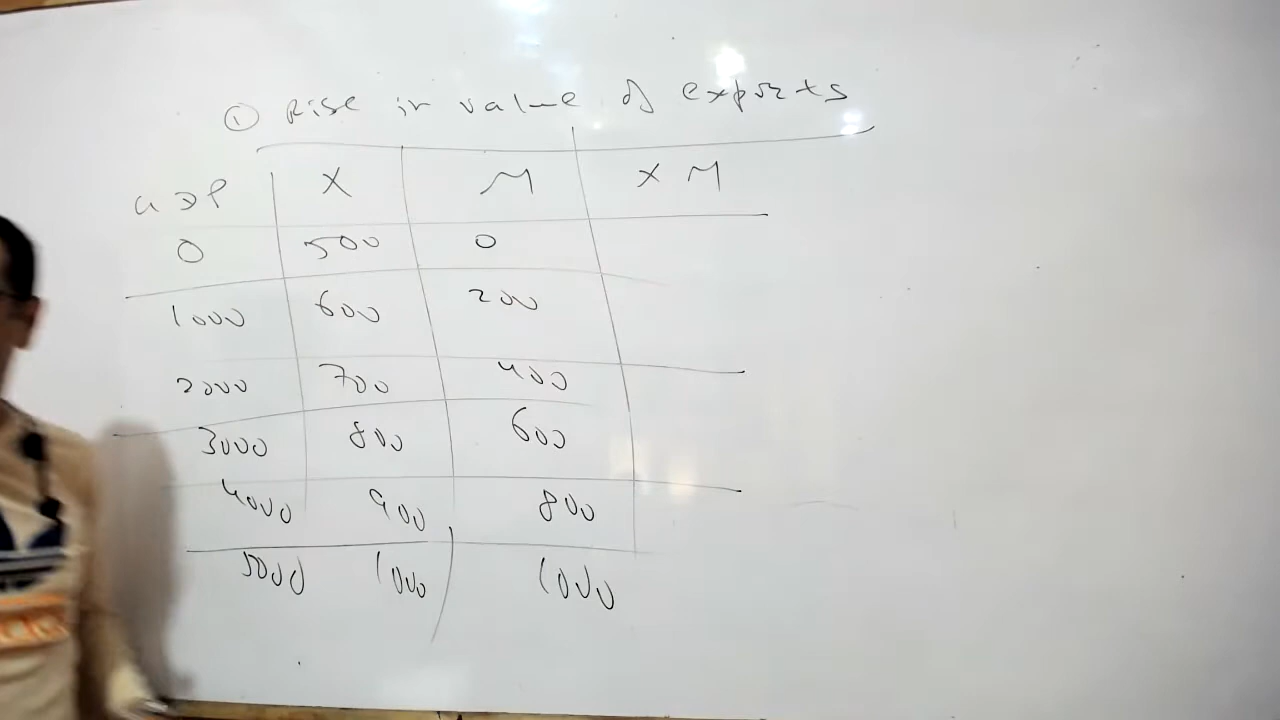 ① Rise in value of exports
GDP X M X M
0 500 0
1000 600 200
2000 700 400
3000 800 600
4000 900 800
5000 1000 1000